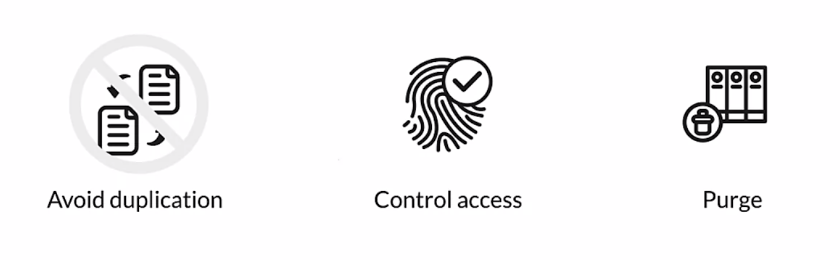 Avoid duplication
Control access
Purge